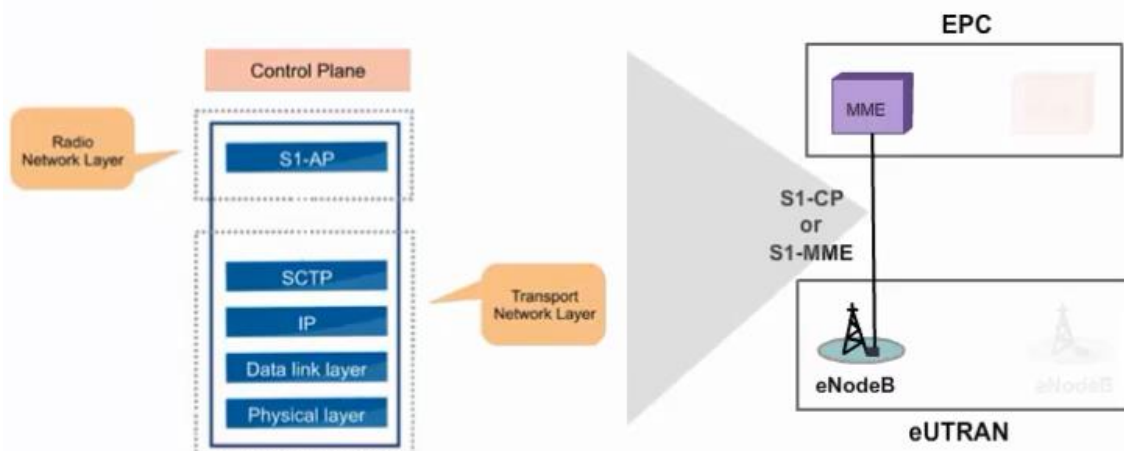 Control Plane
Radio
Network Layer
S1-AP
SCTP
IP
Data link layer
Physical layer
Transport
Network Layer
EPC
MME
S1-CP
or
S1-MME
eNodeB
eNodeB
eUTRAN